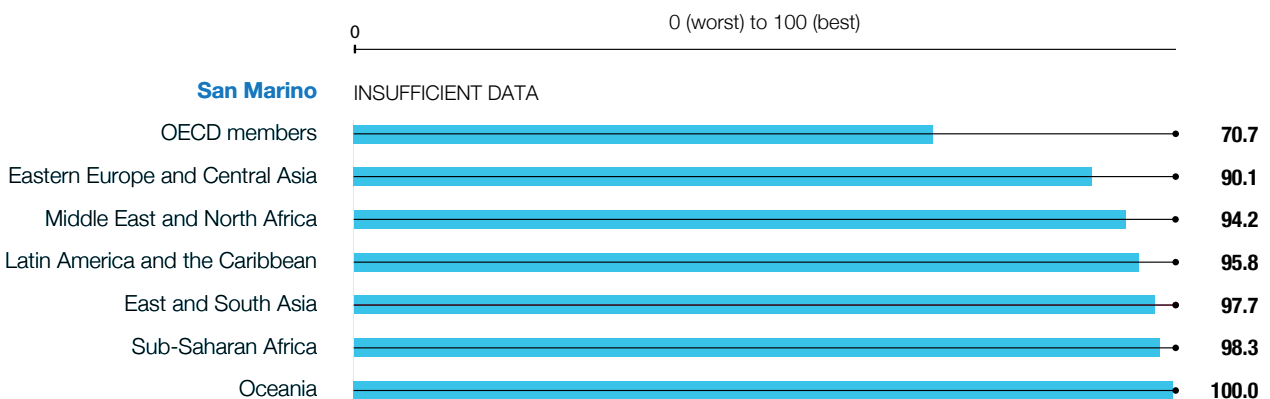 0 (worst) to 100 (best)
0
San Marino INSUFFICIENT DATA
OECD members 70.7
Eastern Europe and Central Asia 90.1
Middle East and North Africa 94.2
Latin America and the Caribbean 95.8
East and South Asia 97.7
Sub-Saharan Africa 98.3
Oceania 100.0